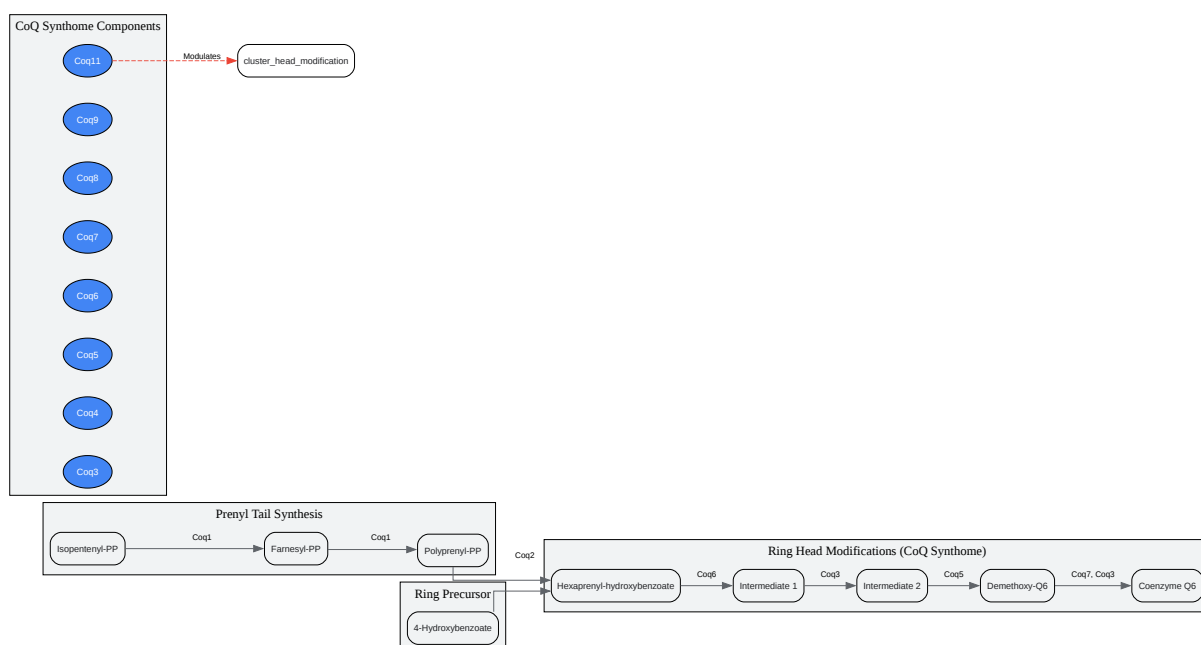 CoQ Synthome Components
Coq11
Modulates
cluster_head_modification
Coq9
Coq8
Coq7
Coq6
Coq5
Coq4
Coq3
Prenyl Tail Synthesis
Isopentenyl-PP
Coq1
Farnesyl-PP
Coq1
Polyprenyl-PP
Coq2
Ring Precursor
4-Hydroxybenzoate
Ring Head Modifications (CoQ Synthome)
Hexaprenyl-hydroxybenzoate
Coq6
Intermediate 1
Coq3
Intermediate 2
Coq5
Demethoxy-Q6
Coq7, Coq3
Coenzyme Q6